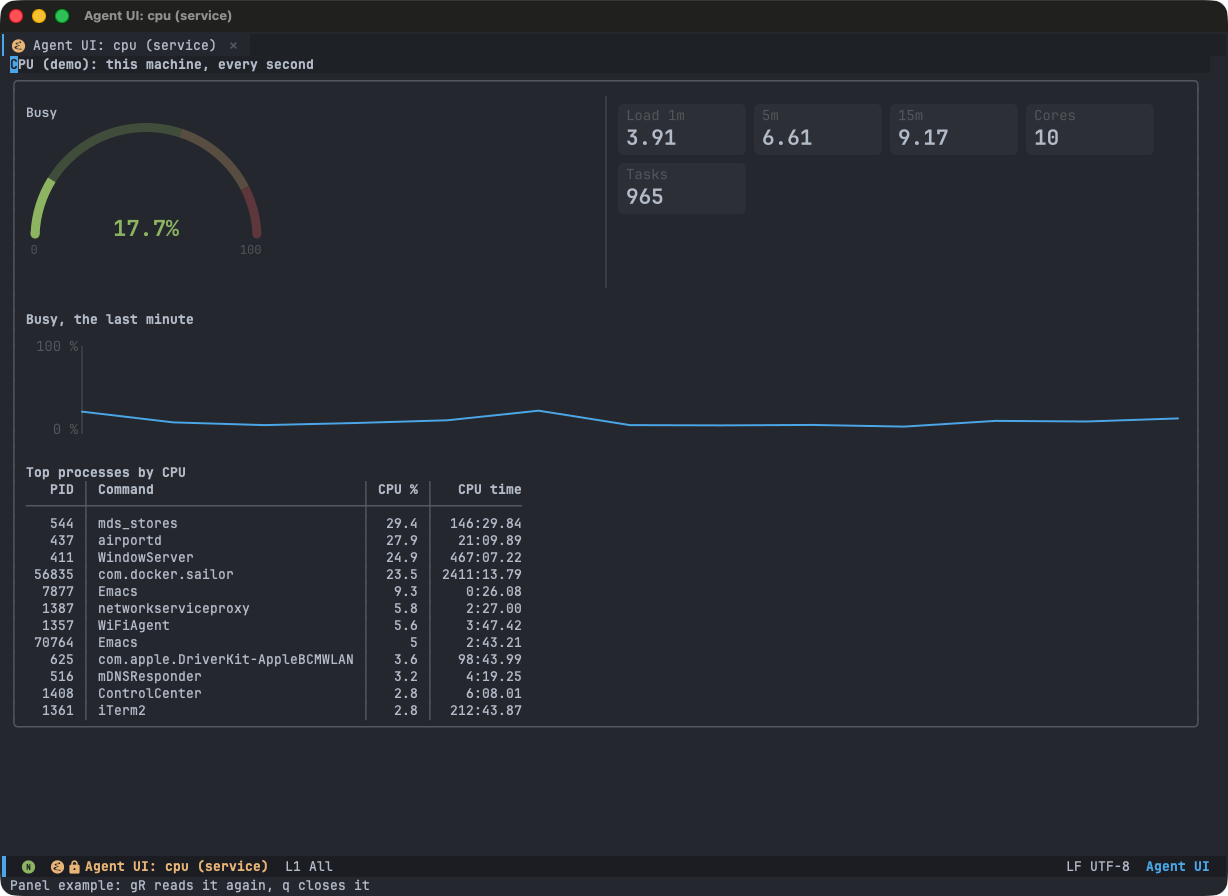 Agent UI: cpu (service)
Agent UI: cpu (service) ×
CPU (demo): this machine, every second
Busy
17.7%
0 100
Load 1m
3.91
5m
6.61
15m
9.17
Cores
10
Tasks
965
Busy, the last minute
100 %
0 %
Top processes by CPU
PID Command CPU % CPU time
544 mds_stores 29.4 146:29.84
437 airportd 27.9 21:09.89
411 WindowServer 24.9 467:07.22
56835 com.docker.sailor 23.5 2411:13.79
7877 Emacs 9.3 0:26.08
1387 networkserviceproxy 5.8 2:27.00
1357 WiFiAgent 5.6 3:47.42
70764 Emacs 5 2:43.21
625 com.apple.DriverKit-AppleBCMWLAN 3.6 98:43.99
516 mDNSResponder 3.2 4:19.25
1408 ControlCenter 2.8 6:08.01
1361 iTerm2 2.8 212:43.87
N Agent UI: cpu (service) L1 All LF UTF-8 Agent UI
Panel example: gR reads it again, q closes it